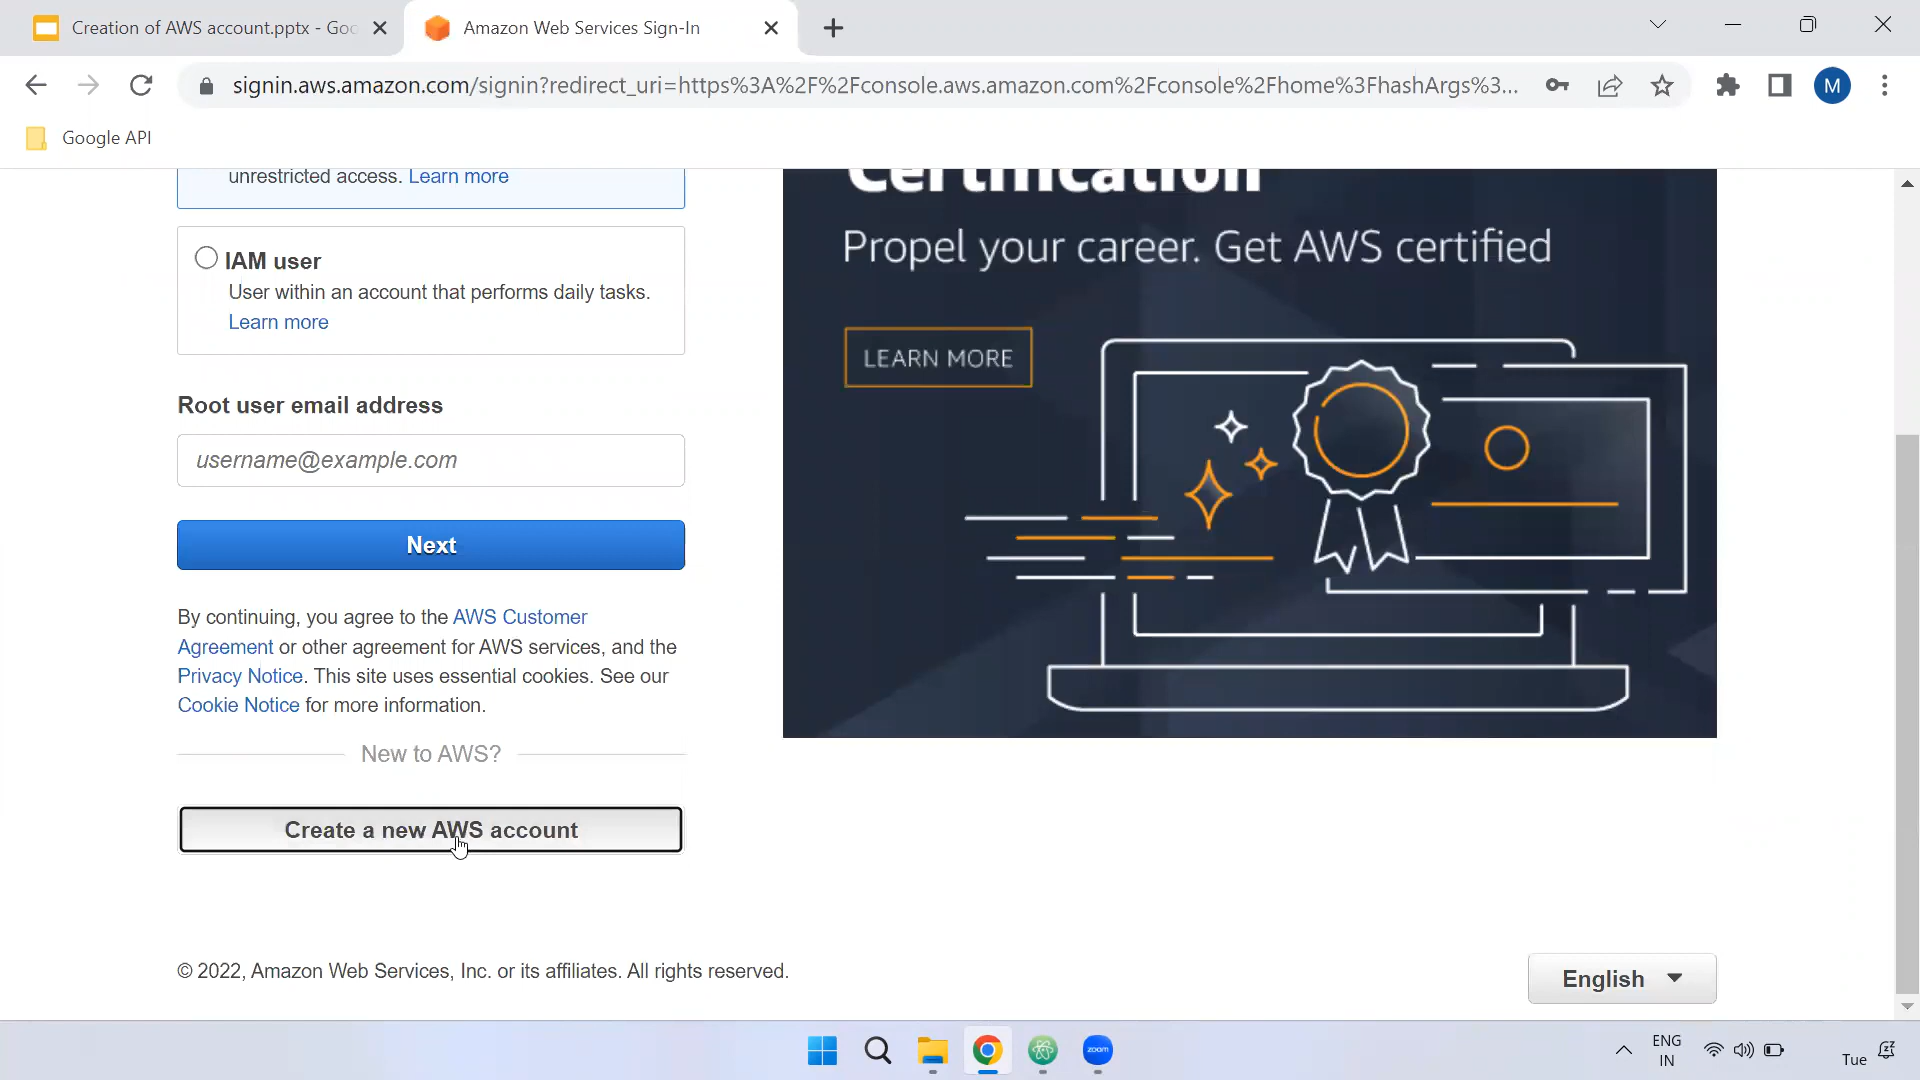 Creation of AWS account.pptx - Goo
Amazon Web Services Sign-In
signin.aws.amazon.com/signin?redirect_uri=https%3A%2F%2Fconsole.aws.amazon.com%2Fconsole%2Fhome%3FhashArgs%3...
M
Google API
unrestricted access. Learn more
IAM user
User within an account that performs daily tasks.
Learn more
Root user email address
username@example.com
Next
By continuing, you agree to the AWS Customer
Agreement or other agreement for AWS services, and the
Privacy Notice. This site uses essential cookies. See our
Cookie Notice for more information.
New to AWS?
Create a new AWS account
Certification
Propel your career. Get AWS certified
LEARN MORE
© 2022, Amazon Web Services, Inc. or its affiliates. All rights reserved.
English
zoom
ENG
IN
Tue